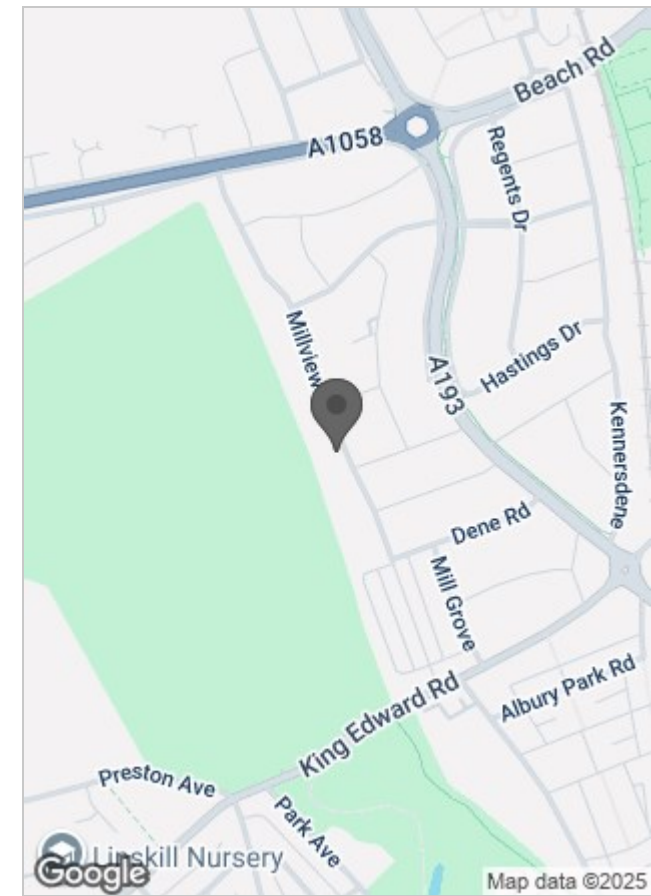 Beach Rd
A1058
Regents Dr
Millview
Hastings Dr
A193
Kennersdene
Dene Rd
Mill Grove
King Edward Rd
Albury Park Rd
Preston Ave
Park Ave
Linskill Nursery
Google
Map data ©2025